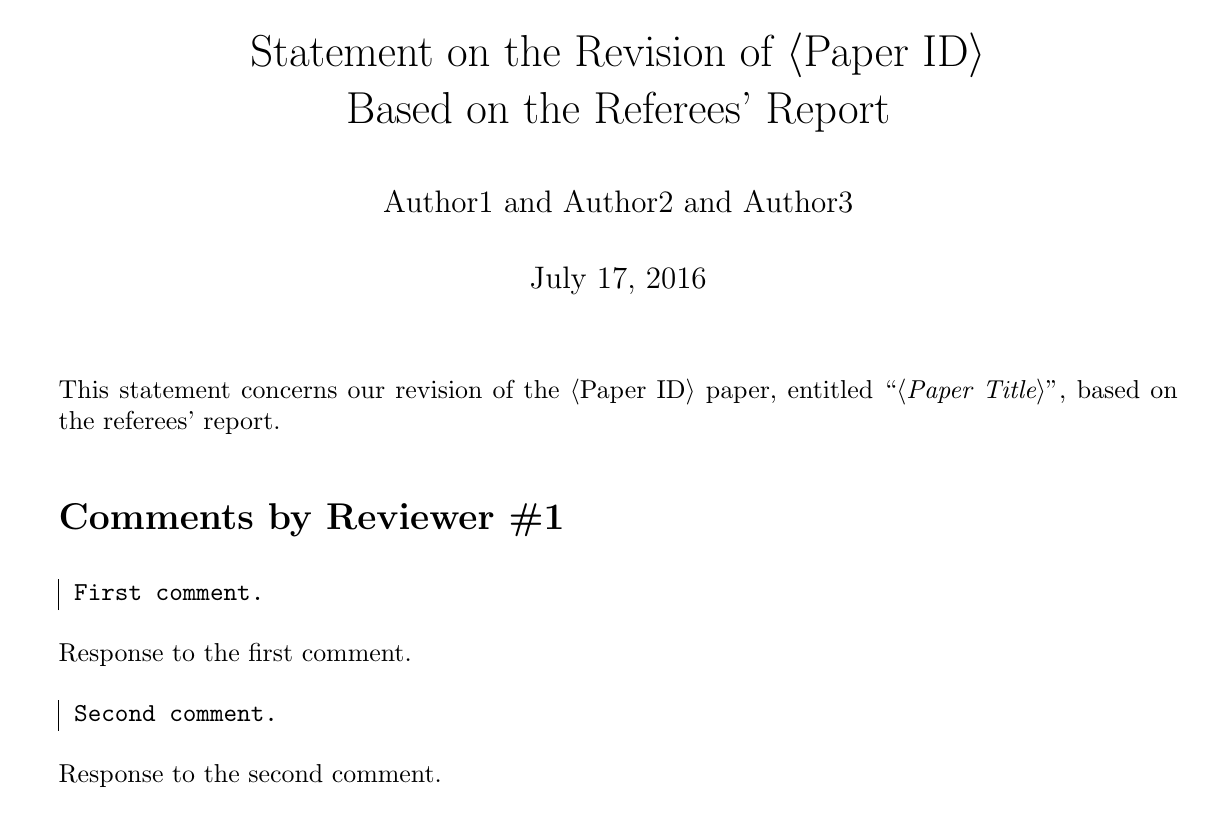 Statement on the Revision of ⟨Paper ID⟩
Based on the Referees’ Report
Author1 and Author2 and Author3
July 17, 2016
This statement concerns our revision of the ⟨Paper ID⟩ paper, entitled “⟨Paper Title⟩”, based on
the referees’ report.
Comments by Reviewer #1
First comment.
Response to the first comment.
Second comment.
Response to the second comment.